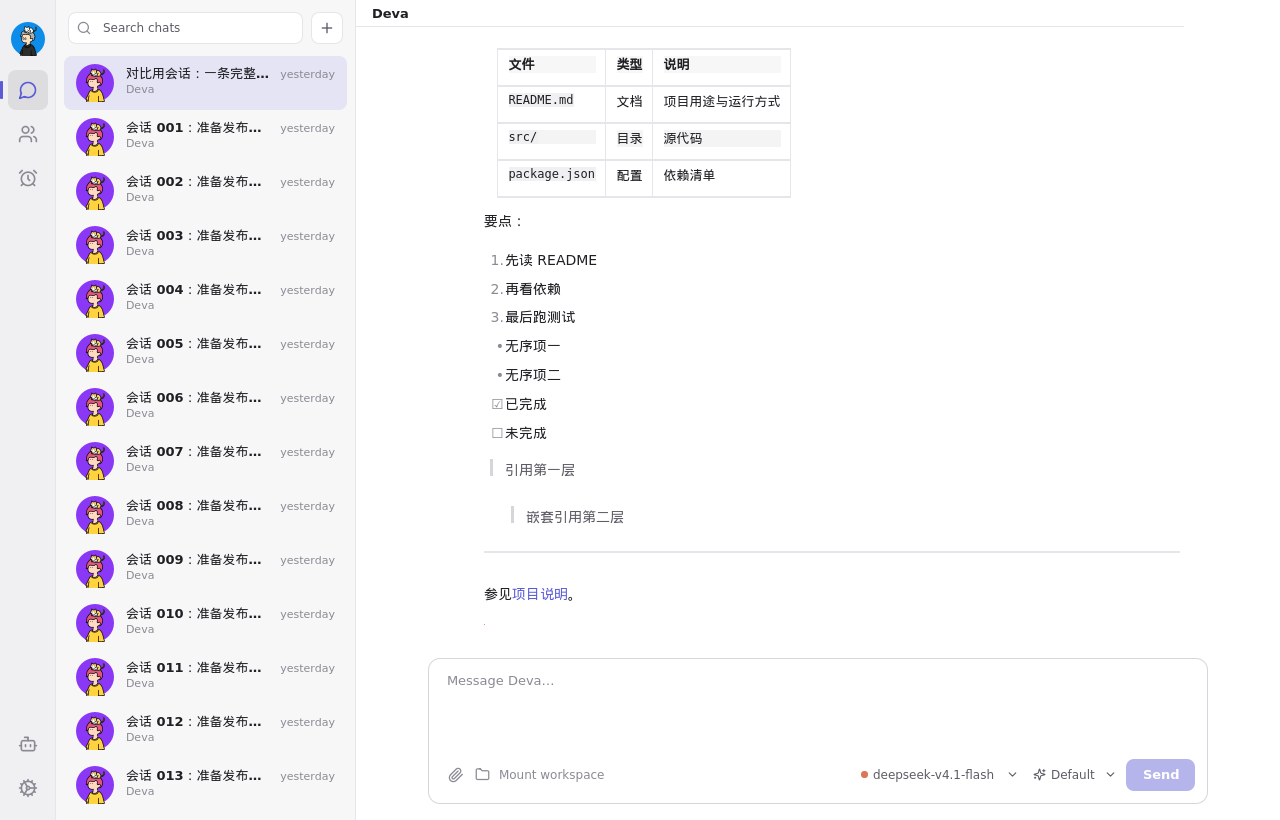 Search chats
对比用会话：一条完整… yesterday
Deva
会话 001：准备发布… yesterday
Deva
会话 002：准备发布… yesterday
Deva
会话 003：准备发布… yesterday
Deva
会话 004：准备发布… yesterday
Deva
会话 005：准备发布… yesterday
Deva
会话 006：准备发布… yesterday
Deva
会话 007：准备发布… yesterday
Deva
会话 008：准备发布… yesterday
Deva
会话 009：准备发布… yesterday
Deva
会话 010：准备发布… yesterday
Deva
会话 011：准备发布… yesterday
Deva
会话 012：准备发布… yesterday
Deva
会话 013：准备发布… yesterday
Deva
Deva
文件 类型 说明
README.md 文档 项目用途与运行方式
src/ 目录 源代码
package.json 配置 依赖清单
要点：
1. 先读 README
2. 再看依赖
3. 最后跑测试
• 无序项一
• 无序项二
☑ 已完成
☐ 未完成
引用第一层
嵌套引用第二层
参见项目说明。
Message Deva…
Mount workspace deepseek-v4.1-flash Default Send